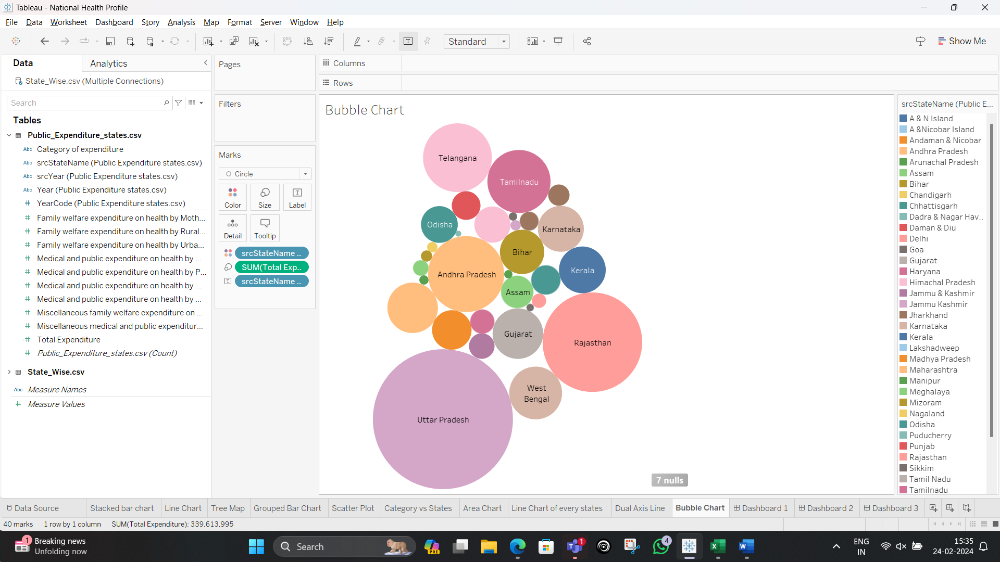 Tableau - National Health Profile
File Data Worksheet Dashboard Story Analysis Map Format Server Window Help
Standard
Show Me
Data
Analytics
State_Wise.csv (Multiple Connections)
Search
Tables
Public_Expenditure_states.csv
Abc Category of expenditure
Abc srcStateName (Public Expenditure states.csv)
Abc srcYear (Public Expenditure states.csv)
Abc Year (Public Expenditure states.csv)
# YearCode (Public Expenditure states.csv)
# Family welfare expenditure on health by Moth...
# Family welfare expenditure on health by Rural...
# Family welfare expenditure on health by Urba...
# Medical and public expenditure on health by ...
# Medical and public expenditure on health by P...
# Medical and public expenditure on health by ...
# Medical and public expenditure on health by ...
# Miscellaneous family welfare expenditure on ...
# Miscellaneous medical and public expenditur...
=# Total Expenditure
# Public_Expenditure_states.csv (Count)
State_Wise.csv
Abc Measure Names
# Measure Values
Pages
Filters
Marks
Circle
Color
Size
Label
Detail
Tooltip
srcStateName ..
SUM(Total Exp..
srcStateName ..
Columns
Rows
Bubble Chart
Telangana
Tamilnadu
Odisha
Karnataka
Bihar
Kerala
Andhra Pradesh
Assam
Gujarat
Rajasthan
West
Bengal
Uttar Pradesh
7 nulls
srcStateName (Public E...
A & N Island
A &Nicobar Island
Andaman & Nicobar
Andhra Pradesh
Arunachal Pradesh
Assam
Bihar
Chandigarh
Chhattisgarh
Dadra & Nagar Hav..
Daman & Diu
Delhi
Goa
Gujarat
Haryana
Himachal Pradesh
Jammu & Kashmir
Jammu Kashmir
Jharkhand
Karnataka
Kerala
Lakshadweep
Madhya Pradesh
Maharashtra
Manipur
Meghalaya
Mizoram
Nagaland
Odisha
Puducherry
Punjab
Rajasthan
Sikkim
Tamil Nadu
Tamilnadu
Data Source
Stacked bar chart
Line Chart
Tree Map
Grouped Bar Chart
Scatter Plot
Category vs States
Area Chart
Line Chart of every states
Dual Axis Line
Bubble Chart
Dashboard 1
Dashboard 2
Dashboard 3
40 marks
1 row by 1 column
SUM(Total Expenditure): 339,613,995
1
Breaking news
Unfolding now
Search
PRE
1
4
ENG
IN
15:35
24-02-2024